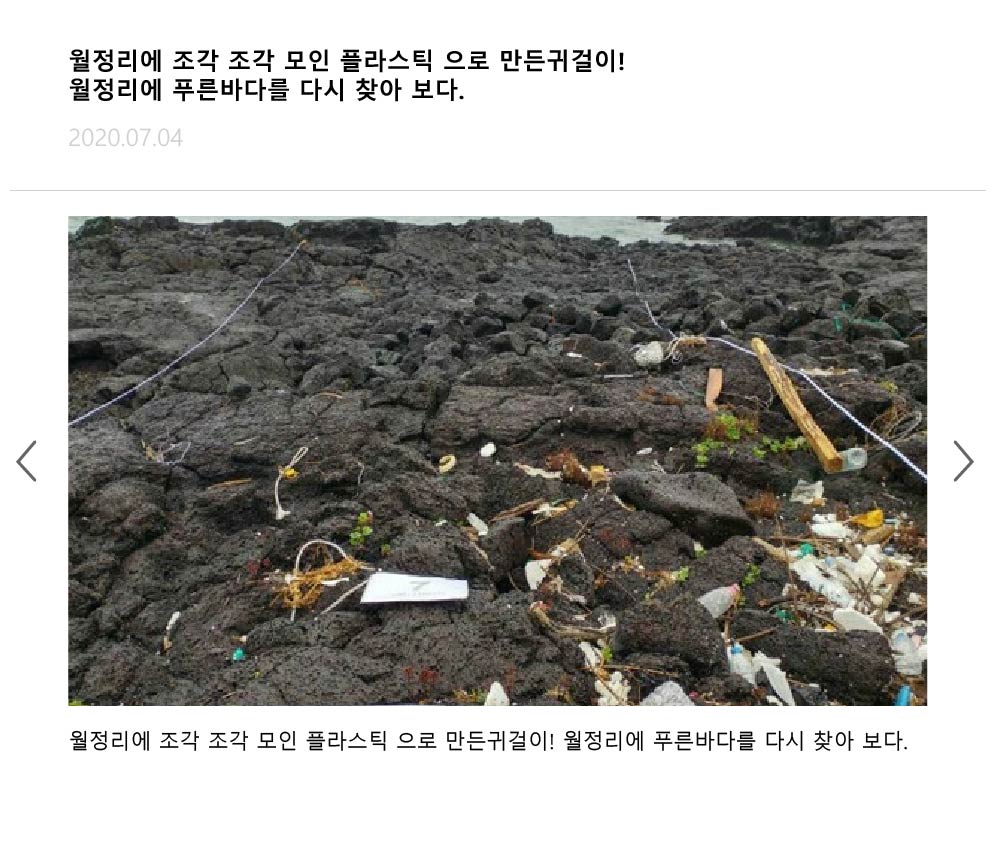 월정리에 조각 조각 모인 플라스틱 으로 만든귀걸이!
월정리에 푸른바다를 다시 찾아 보다.
2020.07.04
월정리에 조각 조각 모인 플라스틱 으로 만든귀걸이! 월정리에 푸른바다를 다시 찾아 보다.